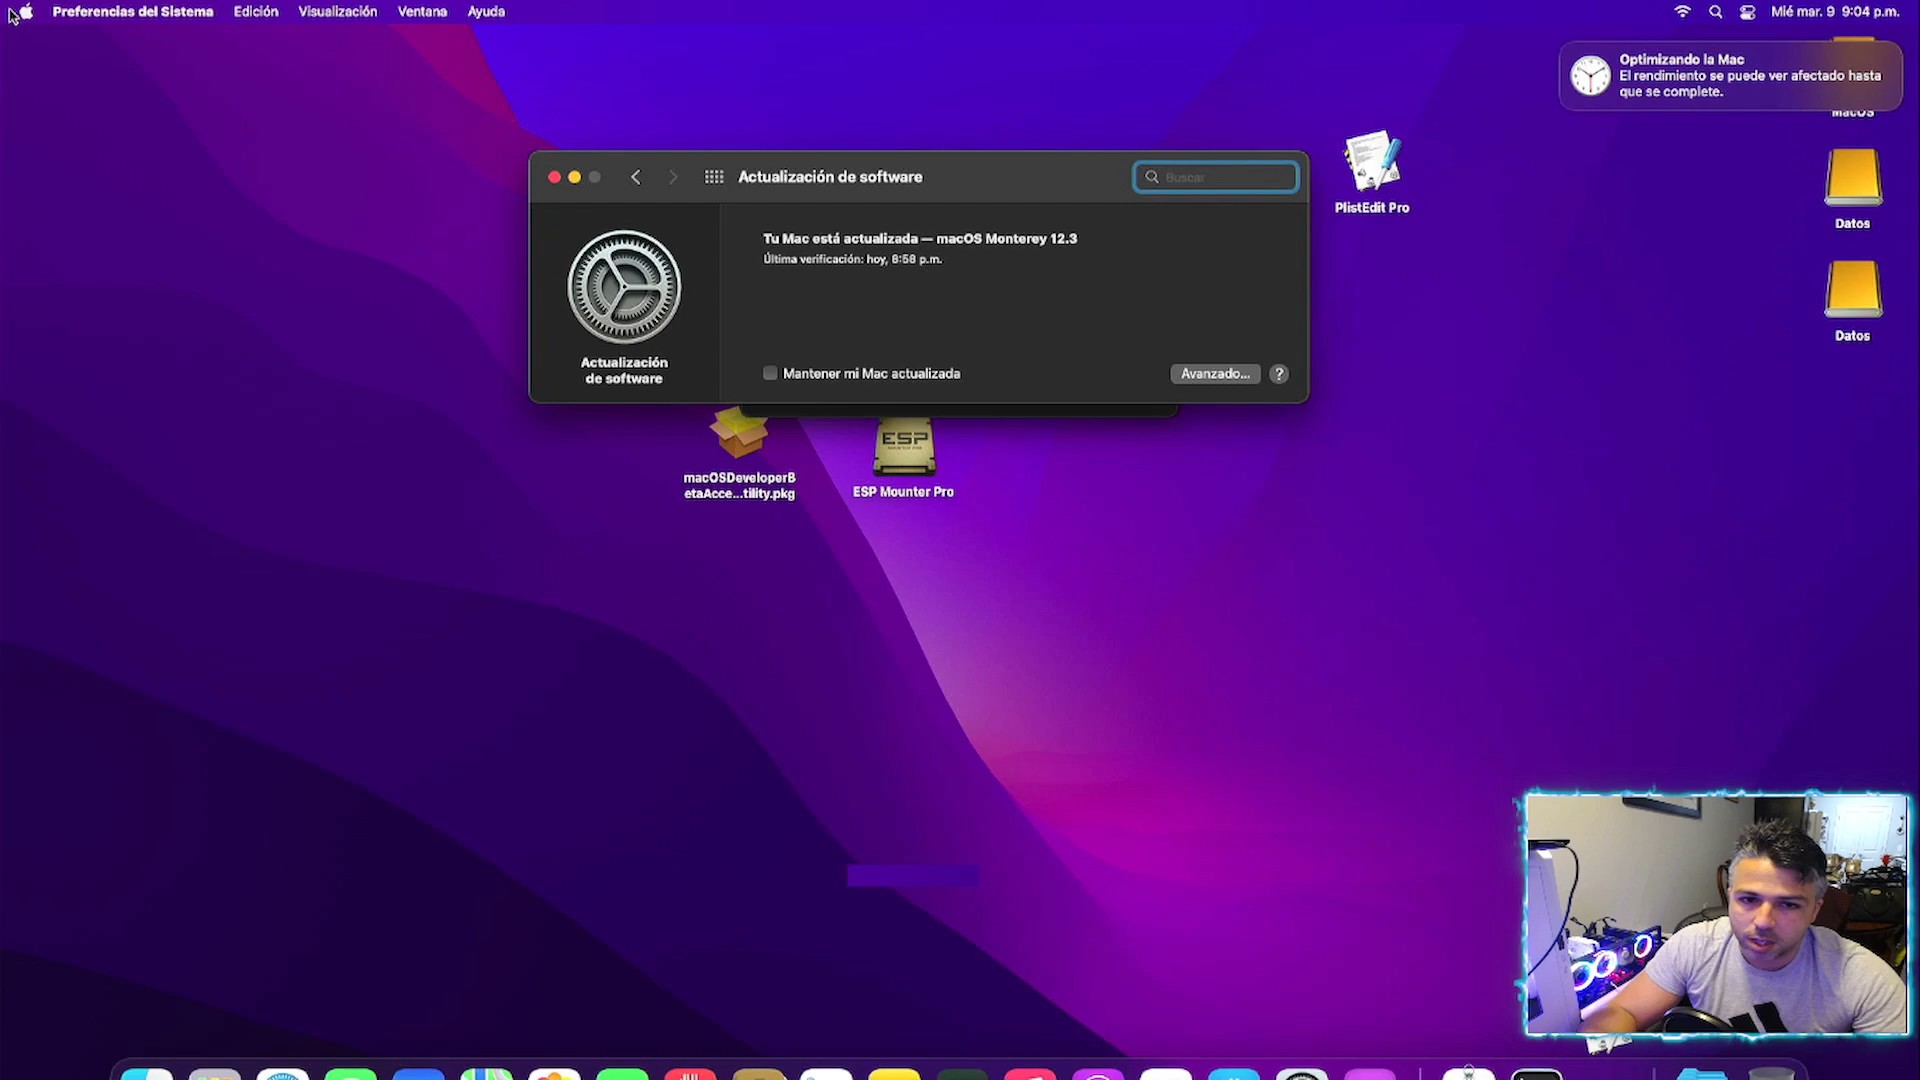 Preferencias del Sistema Edición Visualización Ventana Ayuda Mié mar. 9 9:04 p.m.
Optimizando la Mac
El rendimiento se puede ver afectado hasta
que se complete.
MacOS
Actualización de software
Buscar
PlistEdit Pro
Datos
Tu Mac está actualizada — macOS Monterey 12.3
Última verificación: hoy, 8:58 p.m.
Datos
Actualización
de software
Mantener mi Mac actualizada
Avanzado... ?
ESP
macOSDeveloperB
etaAcce...tility.pkg
ESP Mounter Pro